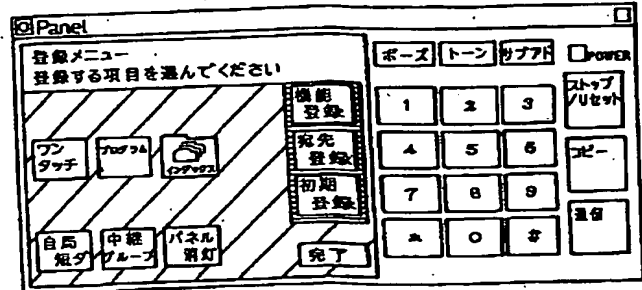 Panel
登録メニュー
登録する項目を選んでください
機能
登録
宛先
登録
初期
登録
ワン
タッチ
プログラム
インデックス
自局
短ダ
中継
グループ
パネル
消灯
完了
ポーズ
トーン
サブアド
POWER
1
2
3
ストップ
/リセット
4
5
6
コピー
7
8
9
通信
*
0
#